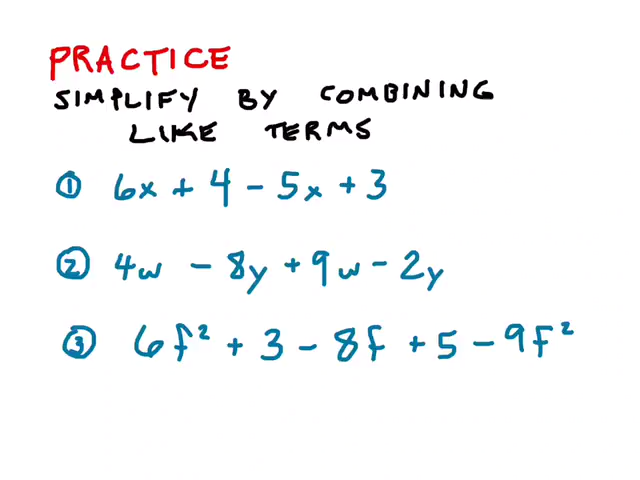 PRACTICE
SIMPLIFY BY COMBINING
LIKE TERMS
① 6x + 4 - 5x + 3
② 4w - 8y + 9w - 2y
③ 6f² + 3 - 8f + 5 - 9f²